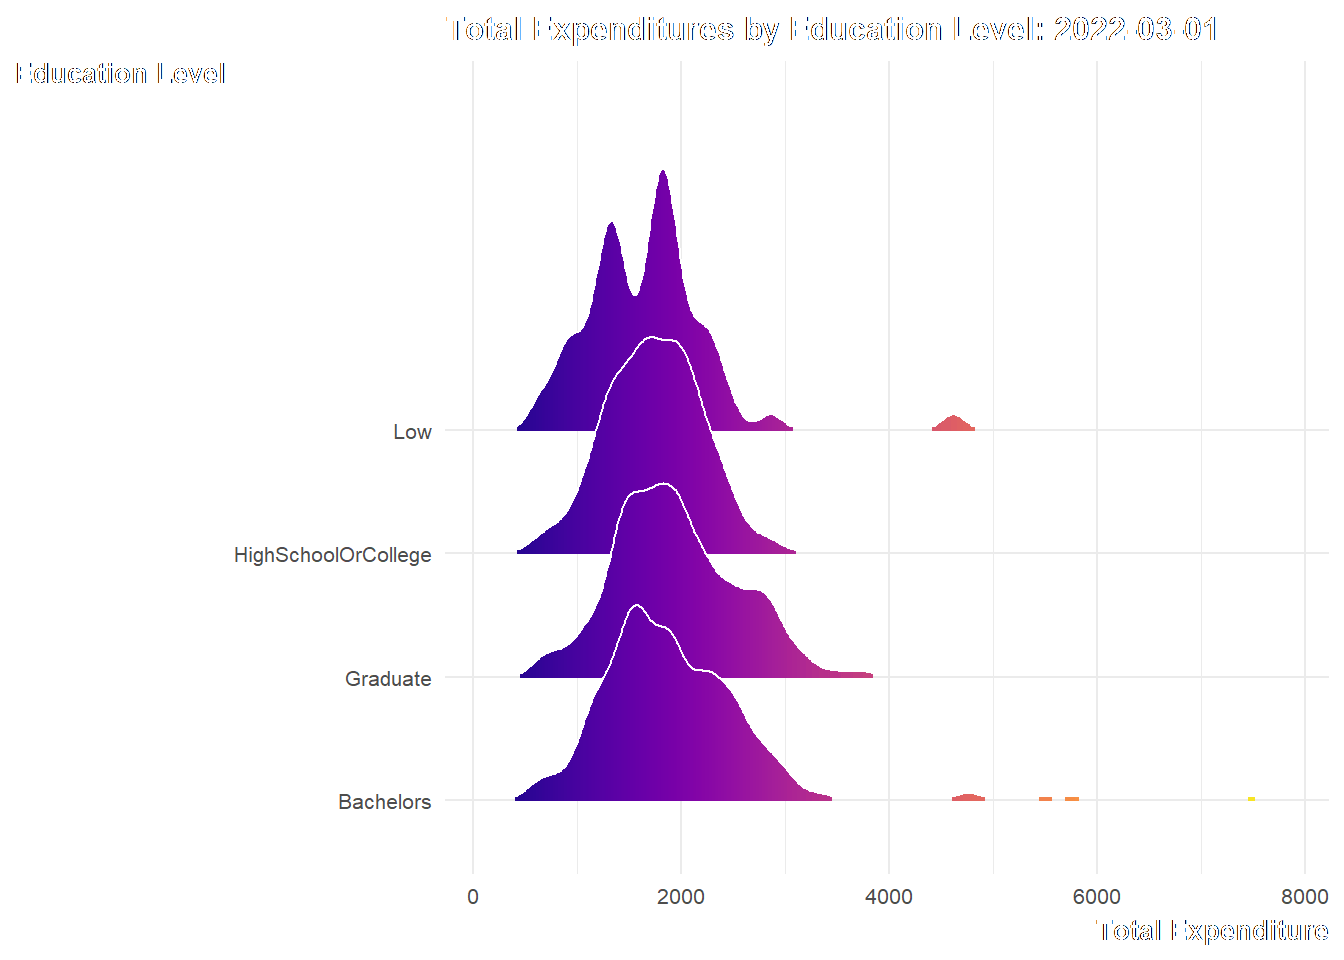 Total Expenditures by Education Level: 2022-03-01
Education Level
Low
HighSchoolOrCollege
Graduate
Bachelors
0 2000 4000 6000 8000
Total Expenditure